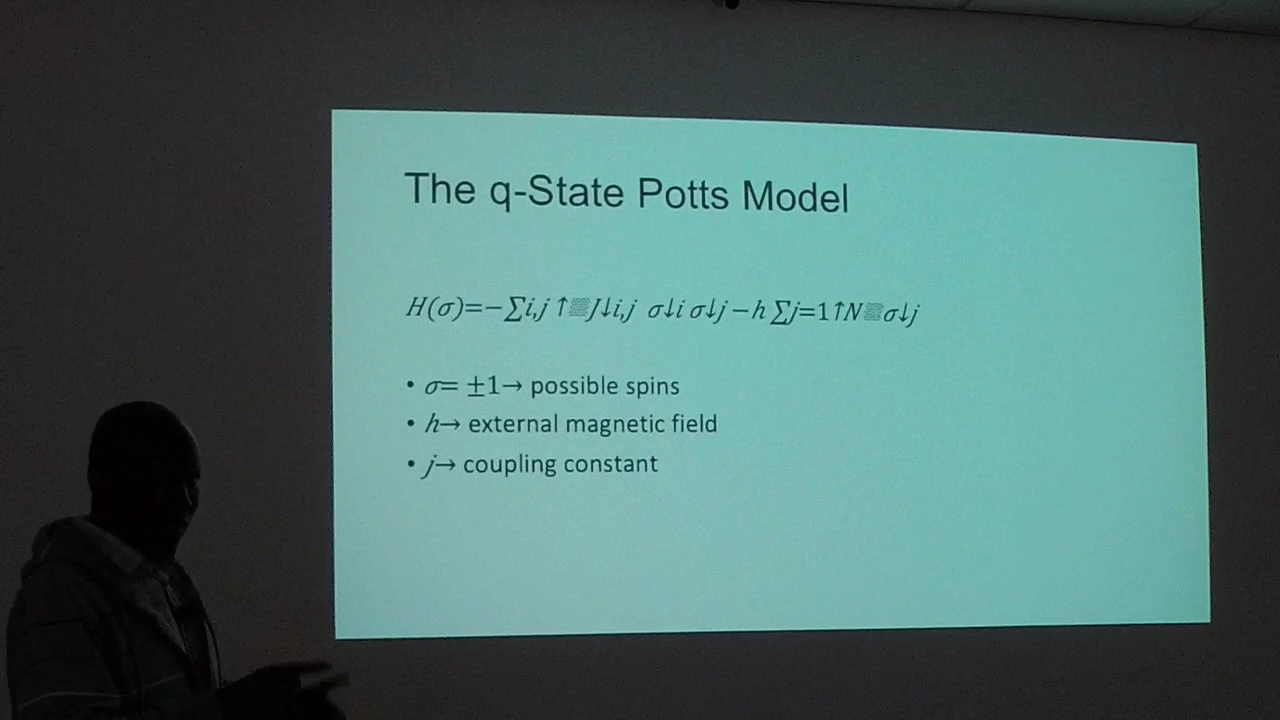 The q-State Potts Model
H(σ)=−∑i,j ↑▒J↓i,j σ↓i σ↓j − h ∑j=1↑N▒σ↓j
• σ= ±1→ possible spins
• h→ external magnetic field
• j→ coupling constant